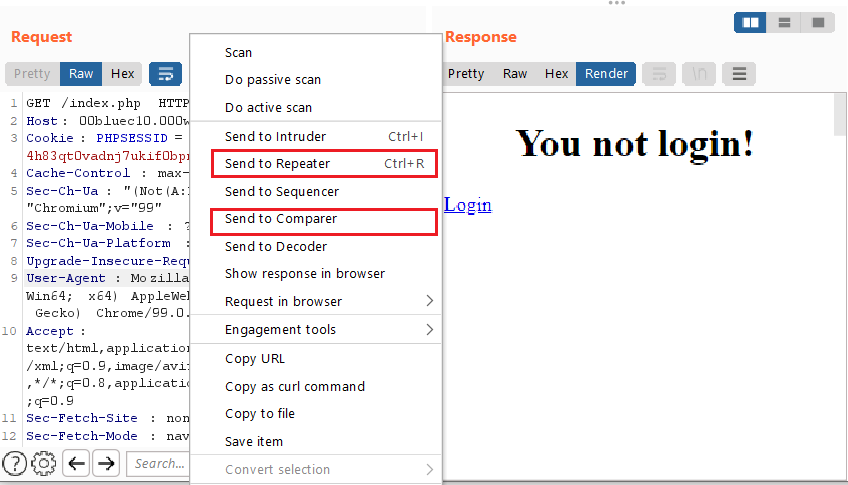 Request
Pretty Raw Hex
1 GET /index.php HTTP
2 Host: 00bluec10.000w
3 Cookie : PHPSESSID =
4h83qt0vadnj7ukif0bpn
4 Cache-Control : max-
5 Sec-Ch-Ua : "(Not(A:
"Chromium";v="99"
6 Sec-Ch-Ua-Mobile : ?
7 Sec-Ch-Ua-Platform :
8 Upgrade-Insecure-Requ
9 User-Agent : Mozilla
Win64; x64) AppleWeb
Gecko) Chrome/99.0.
10 Accept :
text/html,application
/xml;q=0.9,image/avif
,*/*;q=0.8,applicatio
;q=0.9
11 Sec-Fetch-Site : non
12 Sec-Fetch-Mode : nav
Search...
Scan
Do passive scan
Do active scan
Send to Intruder Ctrl+I
Send to Repeater Ctrl+R
Send to Sequencer
Send to Comparer
Send to Decoder
Show response in browser
Request in browser
Engagement tools
Copy URL
Copy as curl command
Copy to file
Save item
Convert selection
Response
Pretty Raw Hex Render
\n
You not login!
Login